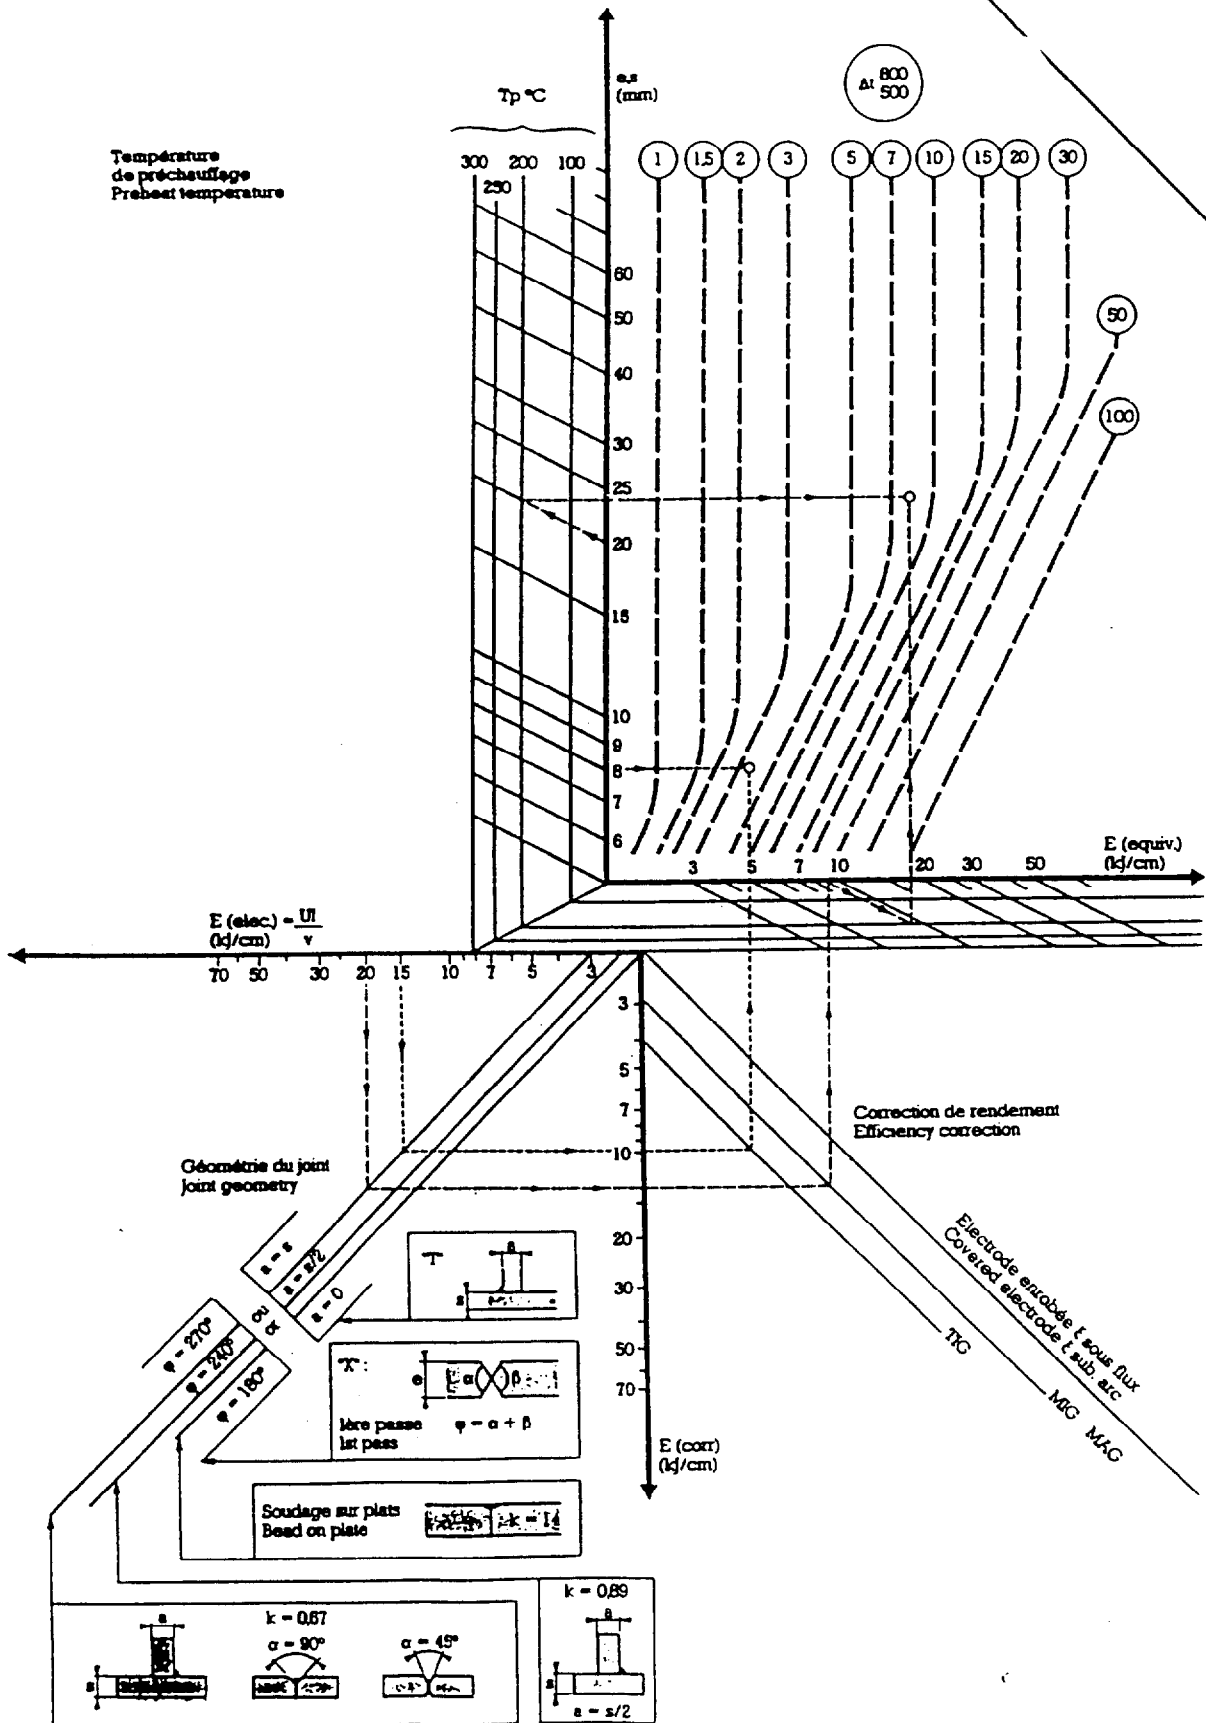 e.s
(mm)
Δt 800
500
Tp °C
Température
de préchauffage
Preheat temperature
300 200 100
250
1 1,5 2 3 5 7 10 15 20 30
60
50
50
40
100
30
25
20
15
10
9
8
7
6
E (equiv.)
(kJ/cm)
3 5 7 10 20 30 50
E (elec.) = UI
(kJ/cm) v
70 50 30 20 15 10 7 5 3
3
5
7
10
20
30
50
70
E (corr)
(kJ/cm)
Correction de rendement
Efficiency correction
Géométrie du joint
Joint geometry
Electrode enrobée & sous flux
Covered electrode & sub. arc
TIG
MIG MAG
a = s
a = s/2
a = 0
ou
or
φ = 270°
φ = 240°
φ = 180°
"T"
a
s
"X" :
e
α
β
1ère passe φ = α + β
1st pass
Soudage sur plats
Bead on plate
k = 1
k = 0,67
a
s
α = 90°
α = 45°
k = 0,89
a
s
a = s/2